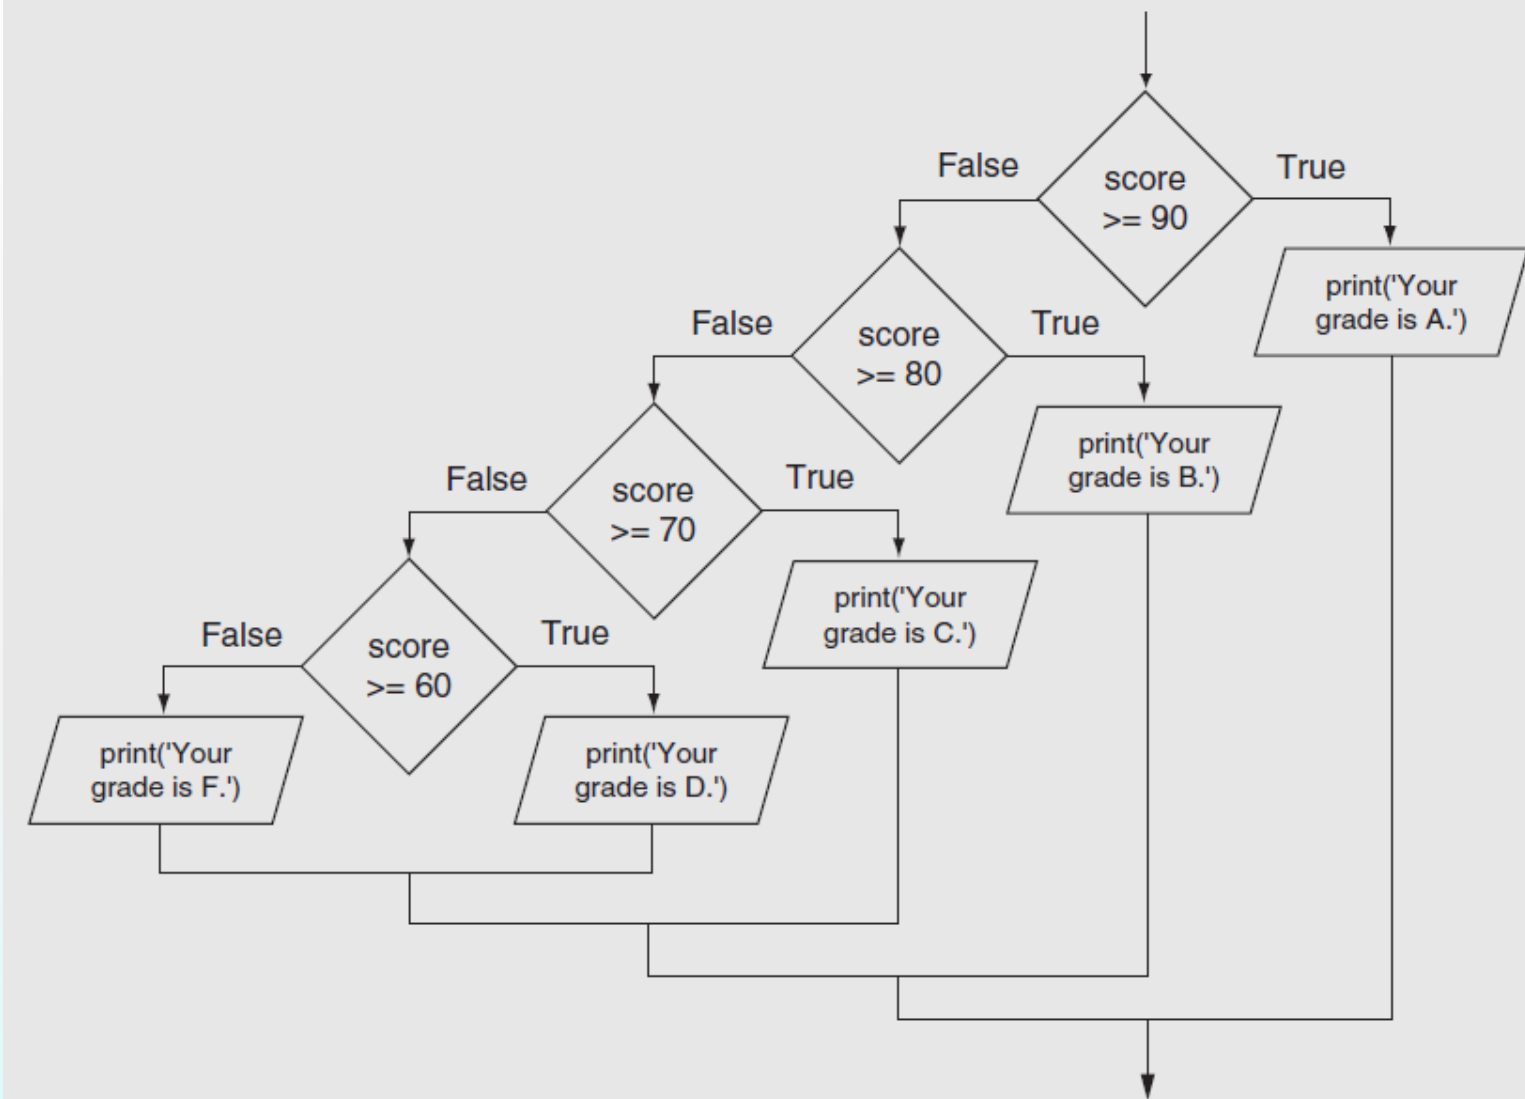 False
score
>= 90
True
print('Your
grade is A.')
False
score
>= 80
True
print('Your
grade is B.')
False
score
>= 70
True
print('Your
grade is C.')
False
score
>= 60
True
print('Your
grade is F.')
print('Your
grade is D.')